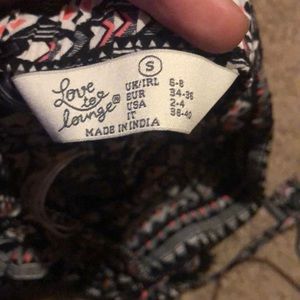 S
Love
to
lounge®
UK/IRL 6-8
EUR 34-36
USA 2-4
IT 38-40
MADE IN INDIA